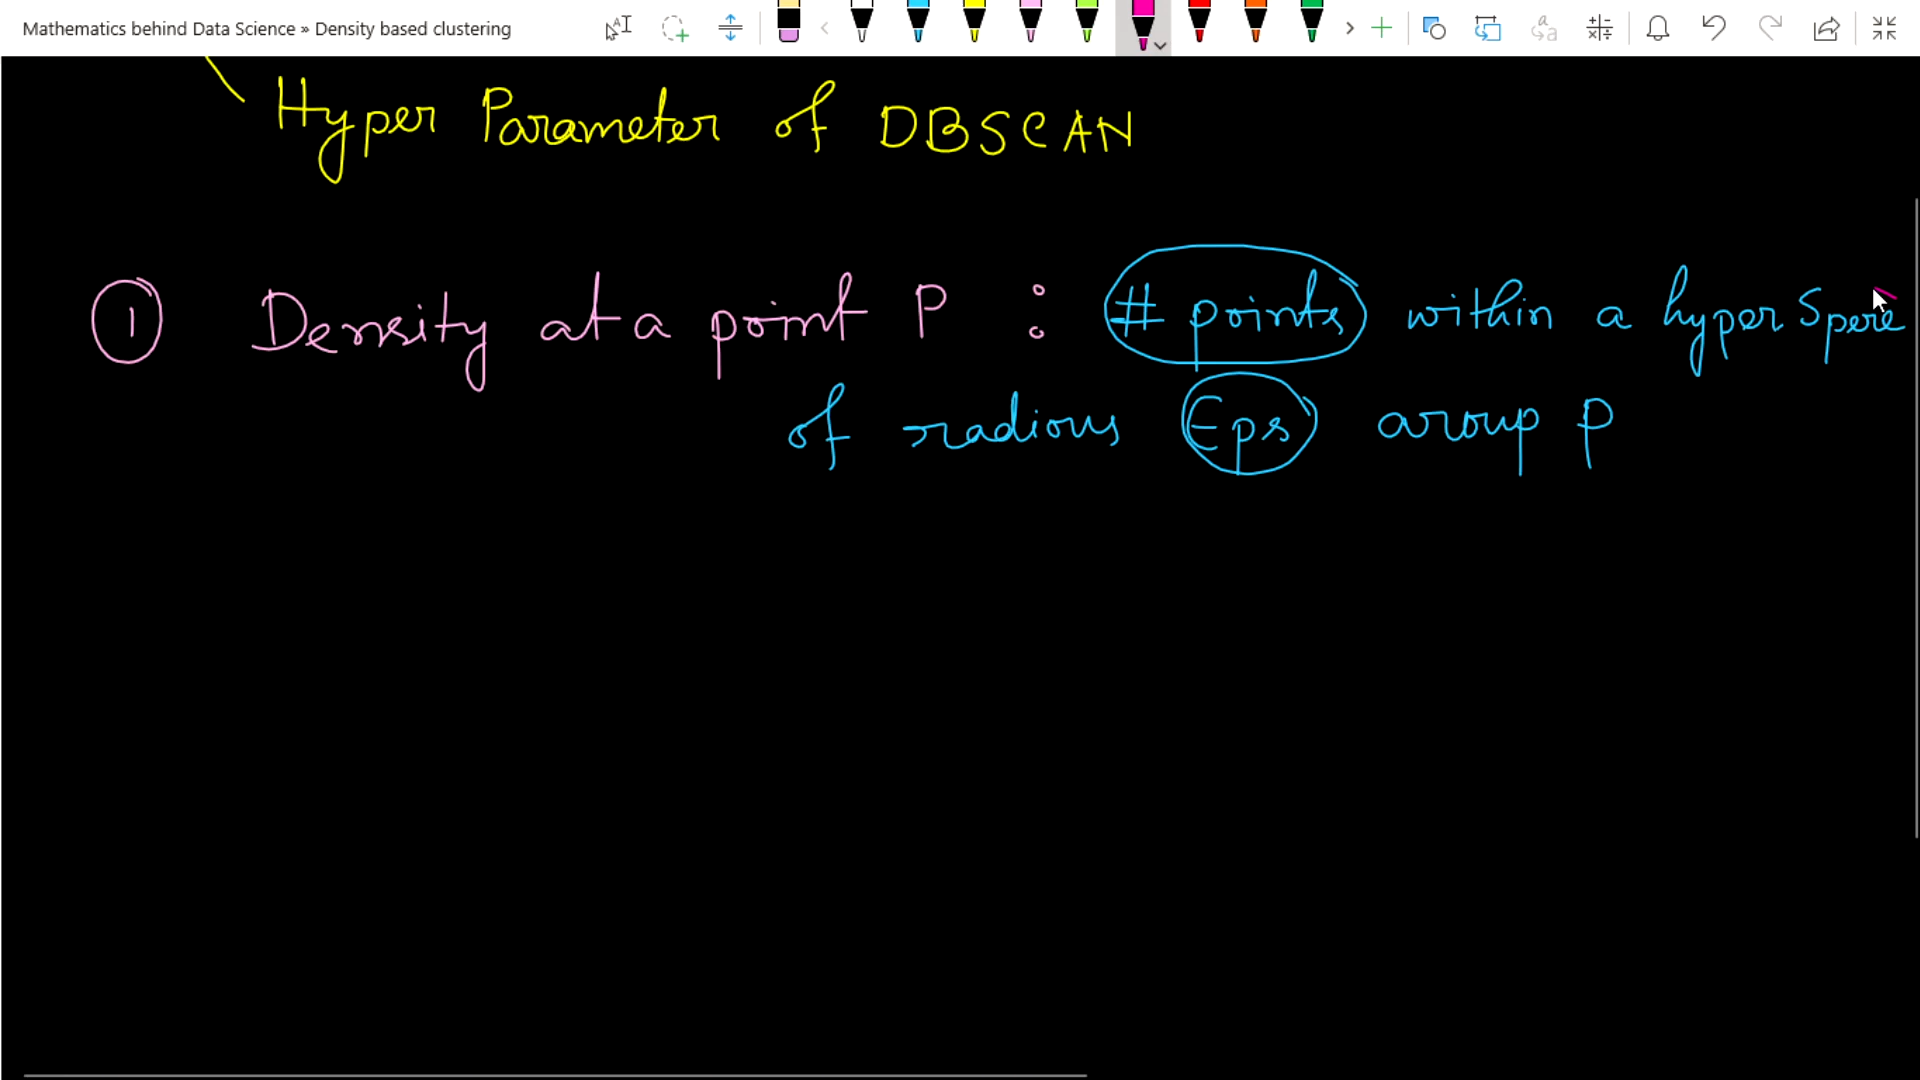 Mathematics behind Data Science » Density based clustering
Hyper Parameter of DBSCAN
① Density at a point P : # points within a hyper Spere
of radious Eps aroup P